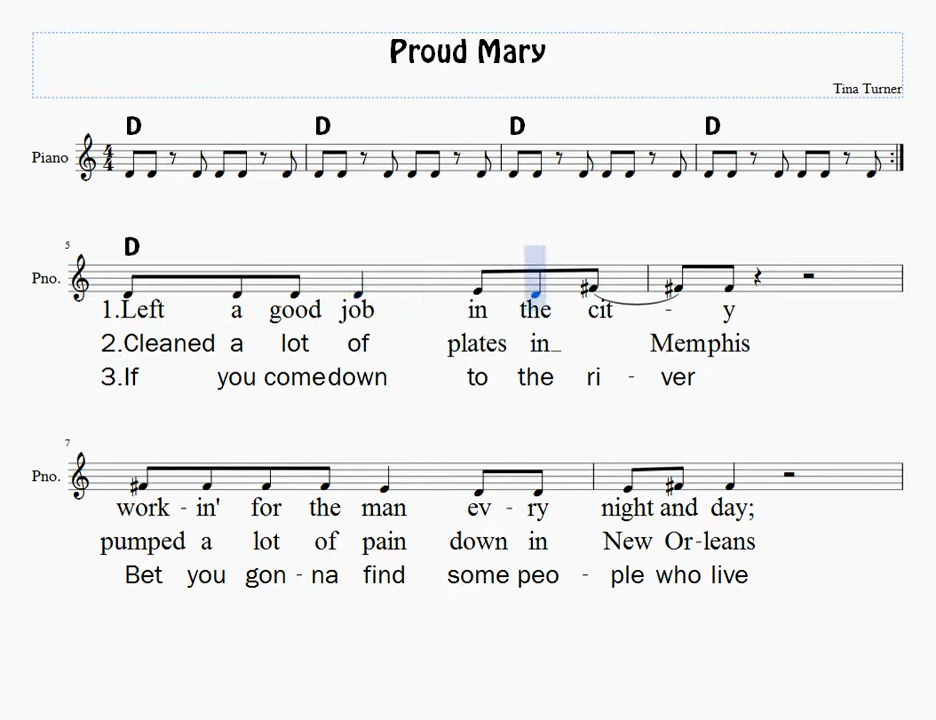 Proud Mary
Tina Turner
D D D D
Piano
5 D
Pno.
1.Left a good job in the cit - y
2.Cleaned a lot of plates in_ Memphis
3.If you come down to the ri - ver
7
Pno.
work - in' for the man ev - ry night and day;
pumped a lot of pain down in New Or-leans
Bet you gon - na find some peo - ple who live